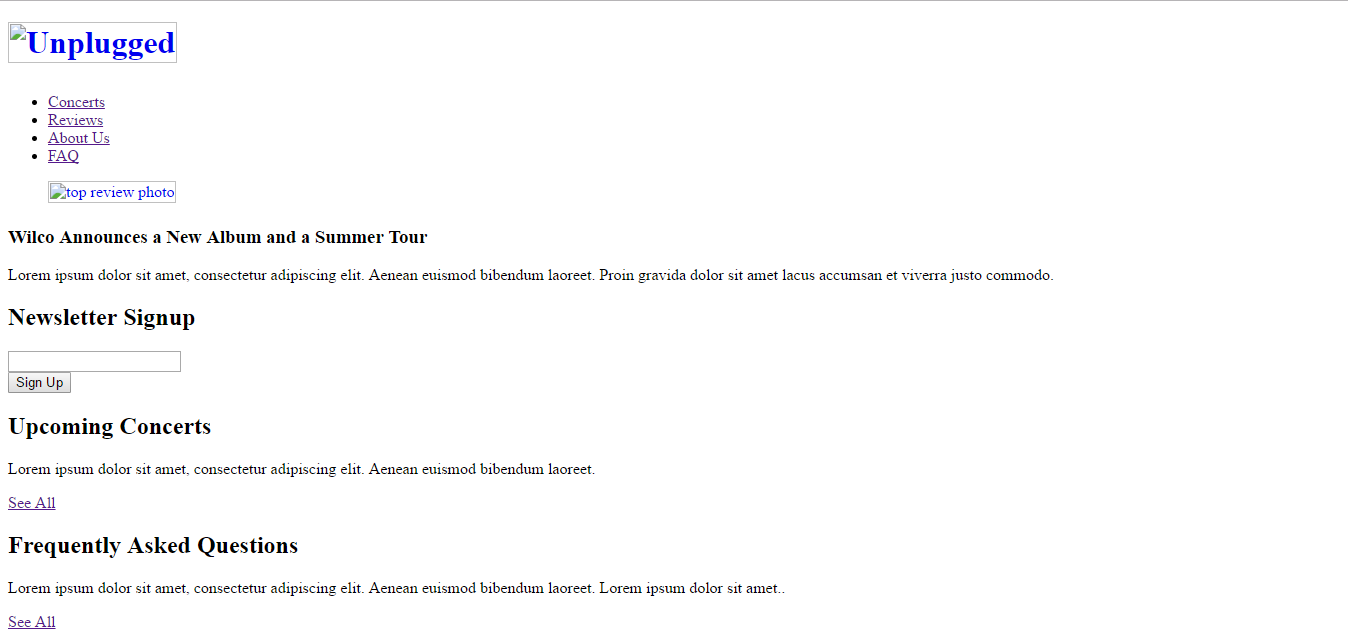 Unplugged
Concerts
Reviews
About Us
FAQ
top review photo
Wilco Announces a New Album and a Summer Tour
Lorem ipsum dolor sit amet, consectetur adipiscing elit. Aenean euismod bibendum laoreet. Proin gravida dolor sit amet lacus accumsan et viverra justo commodo.
Newsletter Signup
Sign Up
Upcoming Concerts
Lorem ipsum dolor sit amet, consectetur adipiscing elit. Aenean euismod bibendum laoreet.
See All
Frequently Asked Questions
Lorem ipsum dolor sit amet, consectetur adipiscing elit. Aenean euismod bibendum laoreet. Lorem ipsum dolor sit amet..
See All